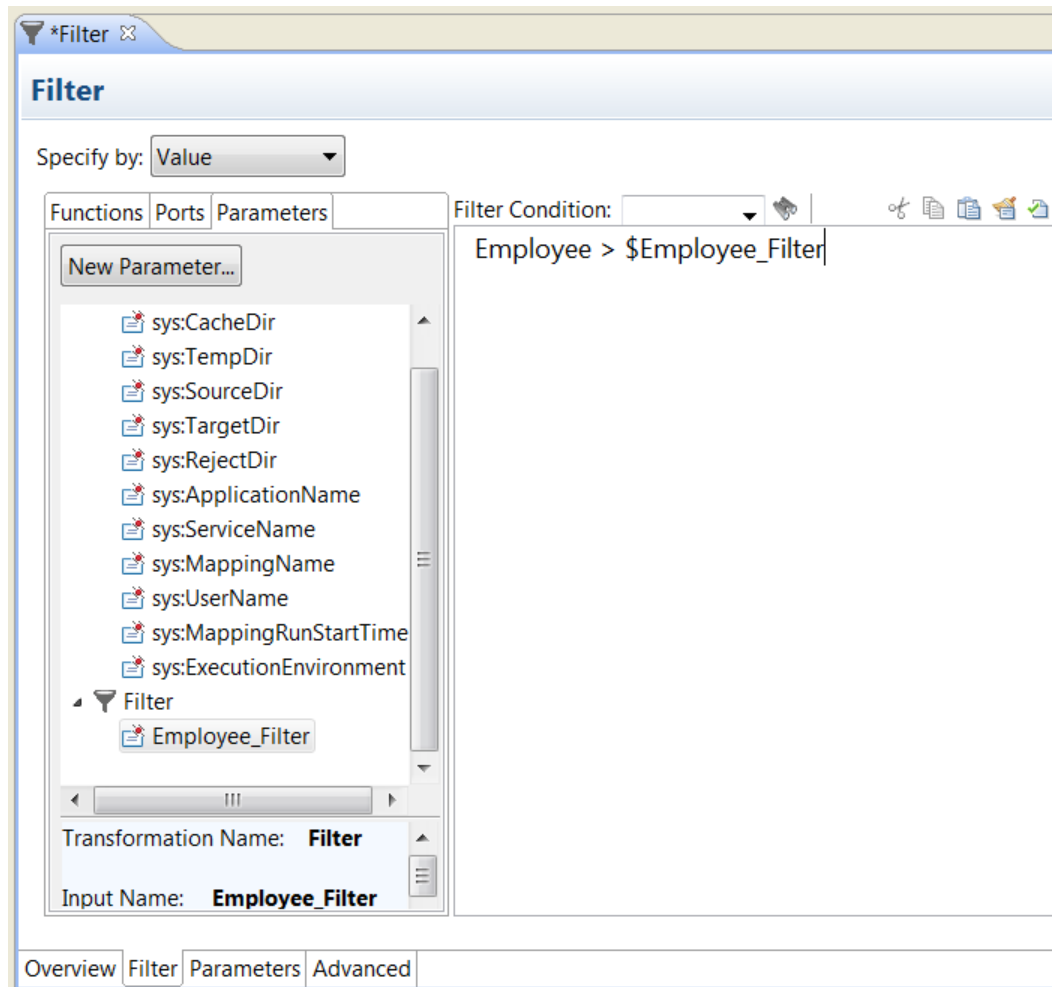 *Filter
Filter
Specify by: Value
Functions Ports Parameters
Filter Condition:
New Parameter...
Employee > $Employee_Filter
sys:CacheDir
sys:TempDir
sys:SourceDir
sys:TargetDir
sys:RejectDir
sys:ApplicationName
sys:ServiceName
sys:MappingName
sys:UserName
sys:MappingRunStartTime
sys:ExecutionEnvironment
Filter
Employee_Filter
Transformation Name: Filter
Input Name: Employee_Filter
Overview Filter Parameters Advanced